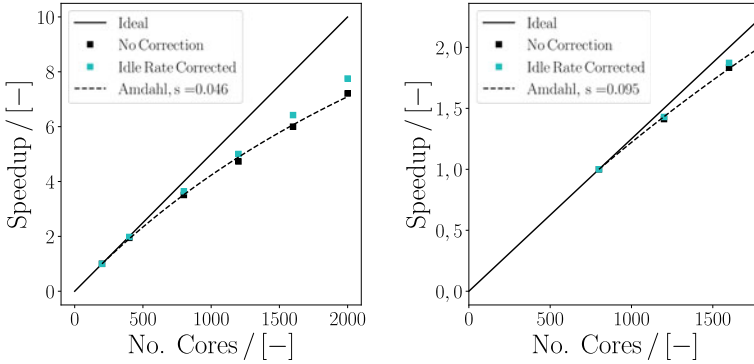 Ideal
No Correction
Idle Rate Corrected
Amdahl, s =0.046
10
8
6
4
2
0
Speedup / [−]
0 500 1000 1500 2000
No. Cores / [−]
Ideal
No Correction
Idle Rate Corrected
Amdahl, s =0.095
2,0
1,5
1,0
0,5
0,0
Speedup / [−]
0 500 1000 1500
No. Cores / [−]